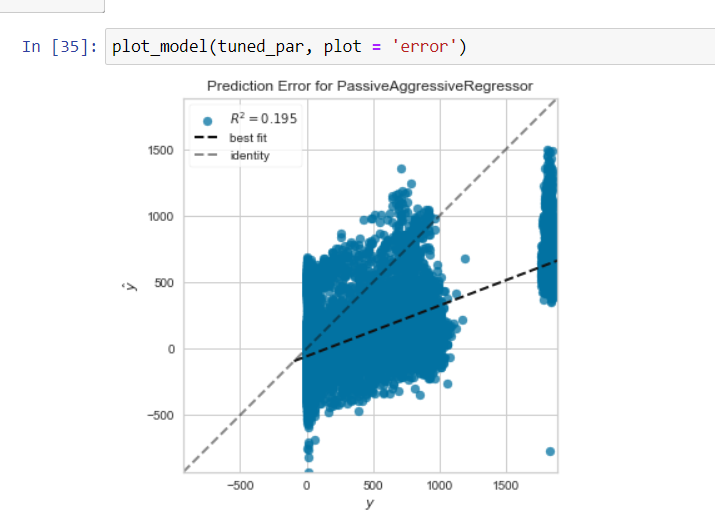 In [35]: plot_model(tuned_par, plot = 'error')
Prediction Error for PassiveAggressiveRegressor
R² = 0.195
best fit
identity
1500
1000
500
0
−500
ŷ
−500 0 500 1000 1500
y